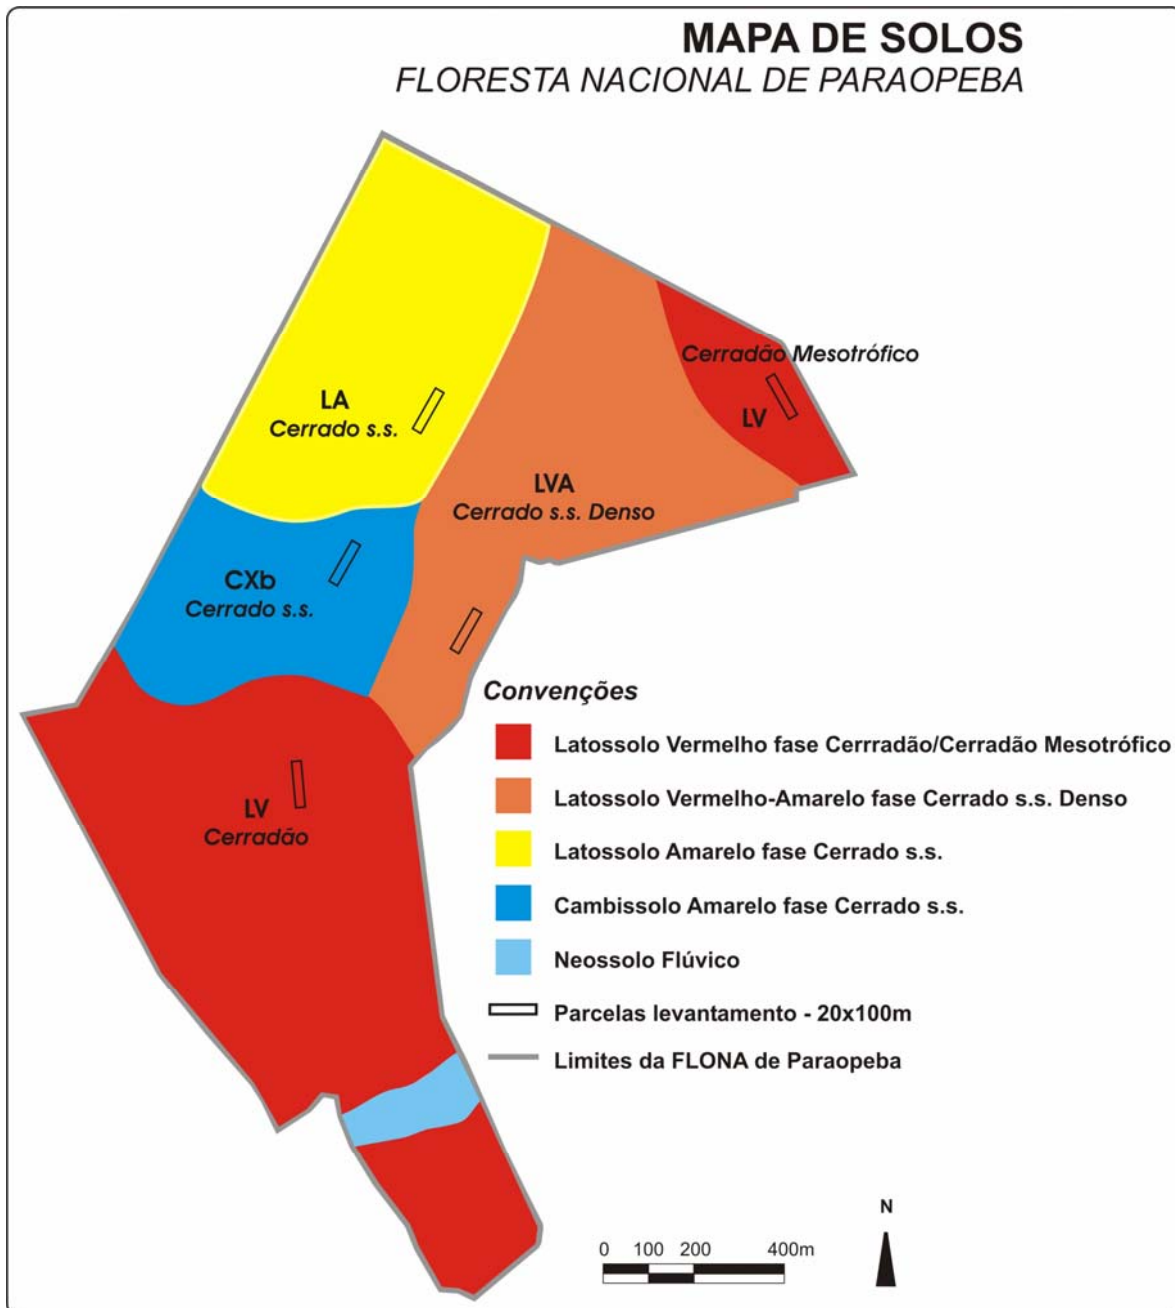 MAPA DE SOLOS
FLORESTA NACIONAL DE PARAOPEBA
Cerradão Mesotrófico
LV
LA
Cerrado s.s.
LVA
Cerrado s.s. Denso
CXb
Cerrado s.s.
LV
Cerradão
Convenções
Latossolo Vermelho fase Cerrradão/Cerradão Mesotrófico
Latossolo Vermelho-Amarelo fase Cerrado s.s. Denso
Latossolo Amarelo fase Cerrado s.s.
Cambissolo Amarelo fase Cerrado s.s.
Neossolo Flúvico
Parcelas levantamento - 20x100m
Limites da FLONA de Paraopeba
N
0 100 200 400m